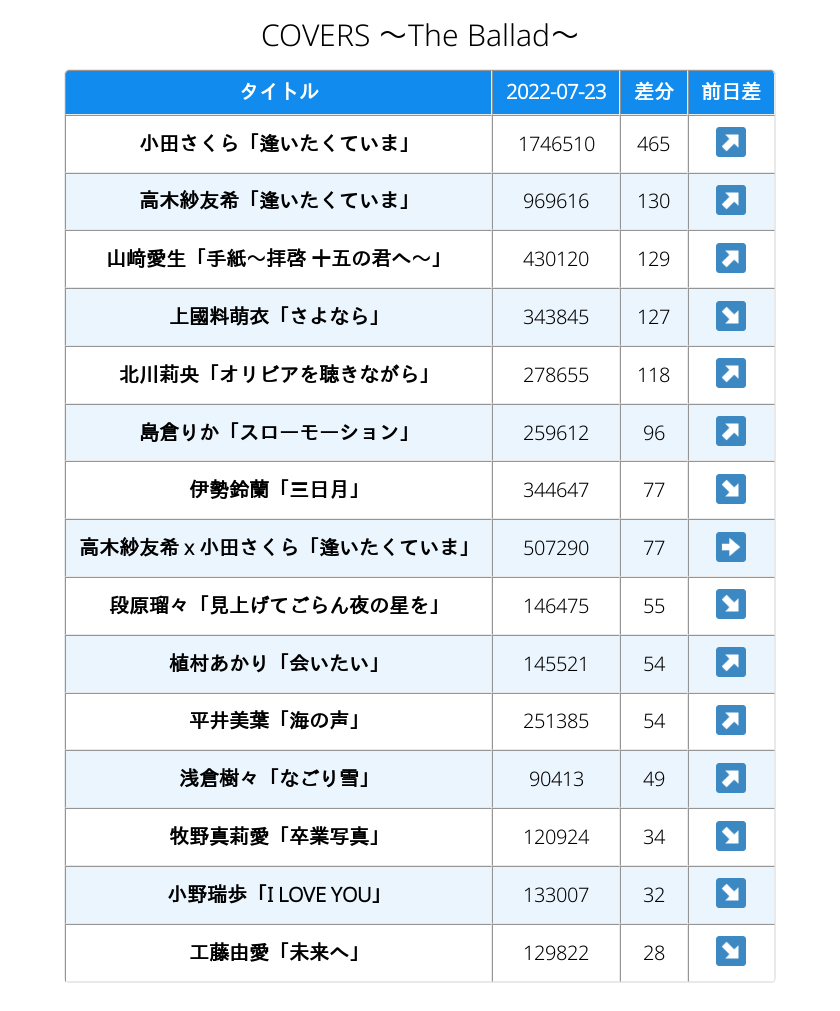 COVERS ～The Ballad～
タイトル 2022-07-23 差分 前日差
小田さくら「逢いたくていま」 1746510 465 ↗
高木紗友希「逢いたくていま」 969616 130 ↗
山﨑愛生「手紙～拝啓 十五の君へ～」 430120 129 ↗
上國料萌衣「さよなら」 343845 127 ↘
北川莉央「オリビアを聴きながら」 278655 118 ↗
島倉りか「スローモーション」 259612 96 ↗
伊勢鈴蘭「三日月」 344647 77 ↘
高木紗友希 x 小田さくら「逢いたくていま」 507290 77 ➡
段原瑠々「見上げてごらん夜の星を」 146475 55 ↘
植村あかり「会いたい」 145521 54 ↗
平井美葉「海の声」 251385 54 ↗
浅倉樹々「なごり雪」 90413 49 ↗
牧野真莉愛「卒業写真」 120924 34 ↘
小野瑞歩「I LOVE YOU」 133007 32 ↘
工藤由愛「未来へ」 129822 28 ↘